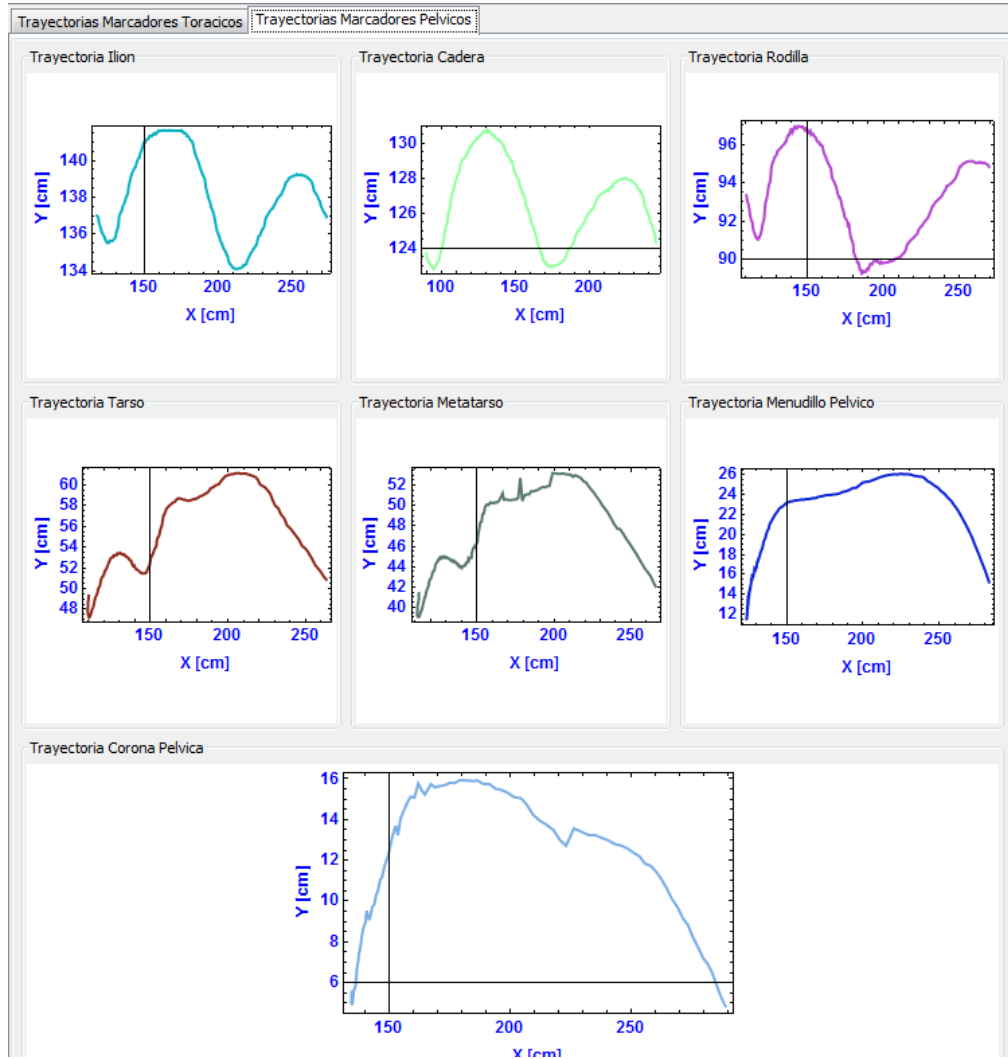 Trayectorias Marcadores Toracicos Trayectorias Marcadores Pelvicos
Trayectoria Ilion
140
138
136
134
Y [cm]
150 200 250
X [cm]
Trayectoria Cadera
130
128
126
124
Y [cm]
100 150 200
X [cm]
Trayectoria Rodilla
96
94
92
90
Y [cm]
150 200 250
X [cm]
Trayectoria Tarso
60
58
56
54
52
50
48
Y [cm]
150 200 250
X [cm]
Trayectoria Metatarso
52
50
48
46
44
42
40
Y [cm]
150 200 250
X [cm]
Trayectoria Menudillo Pelvico
26
24
22
20
18
16
14
12
Y [cm]
150 200 250
X [cm]
Trayectoria Corona Pelvica
16
14
12
10
8
6
Y [cm]
150 200 250
X [cm]